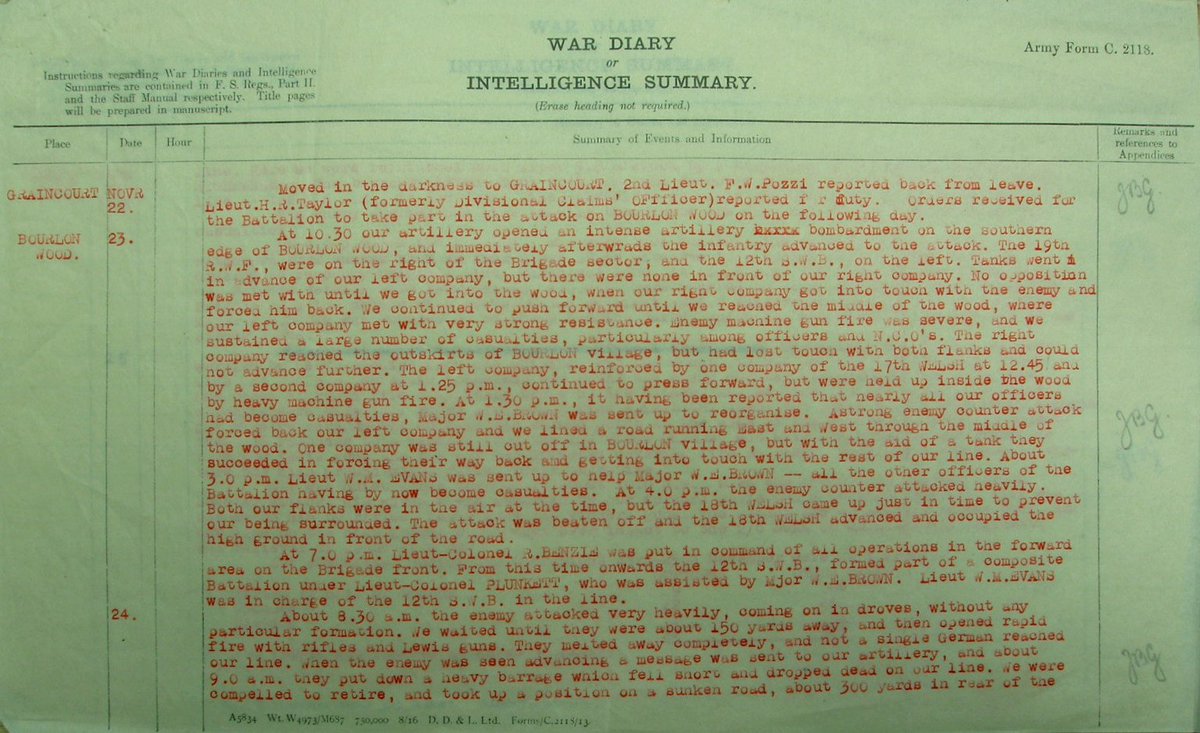 WAR DIARY
or
INTELLIGENCE SUMMARY.
(Erase heading not required.)
Army Form C. 2118.
Instructions regarding War Diaries and Intelligence
Summaries are contained in F. S. Regs., Part II.
and the Staff Manual respectively. Title pages
will be prepared in manuscript.
Place
Date
Hour
Summary of Events and Information
Remarks and
references to
Appendices
GRAINCOURT NOVR
22.
Moved in the darkness to GRAINCOURT. 2nd Lieut. F.W.Pozzi reported back from leave.
Lieut.H.R.Taylor (formerly Divisional Claims' Offficer)reported f r duty. Orders received for
the Battalion to take part in the attack on BOURLON WOOD on the following day.
JBG.
BOURLON
WOOD.
23.
At 10.30 our artillery opened an intense artillery bombardment on the southern
edge of BOURLON WOOD, and immediately afterwrads the infantry advanced to the attack. The 19th
R.W.F., were on the right of the Brigade sector, and the 12th S.W.B., on the left. Tanks went i
in advance of our left company, but there were none in front of our right company. No opposition
was met with until we got into the wood, when our right company got into touch with the enemy and
forced him back. We continued to push forward until we reached the middle of the wood, where
our left company met with very strong resistance. Enemy machine gun fire was severe, and we
sustained a large number of casualties, particularly among officers and N.C.O's. The right
company reached the outskirts of BOURLON village, but had lost touch with both flanks and could
not advance further. The left company, reinforced by one company of the 17th WELSH at 12.45 and
by a second company at 1.25 p.m., continued to press forward, but were held up inside the wood
by heavy machine gun fire. At 1.30 p.m., it having been reported that nearly all our officers
had become casualties, Major W.E.BROWN was sent up to reorganise. Astrong enemy counter attack
forced back our left company and we lined a road running East and West through the middle of
the wood. One company was still cut off in BOURLON village, but with the aid of a tank they
succeeded in forcing their way back and getting into touch with the rest of our line. About
3.0 p.m. Lieut W.M. EVANS was sent up to help Major W.E.BROWN -- all the other officers of the
Battalion having by now become casualties. At 4.0 p.m. the enemy counter attacked heavily.
Both our flanks were in the air at the time, but the 18th WELSH came up just in time to prevent
our being surrounded. The attack was beaten off and the 18th WELSH advanced and occupied the
high ground in front of the road.
At 7.0 p.m. Lieut-Colonel R.BENZIE was put in command of all operations in the forward
area on the Brigade front. From this time onwards the 12th S.W.B., formed part of a composite
Battalion under Lieut-Colonel PLUNKETT, who was assisted by Mjor W.E.BROWN. Lieut W.M.EVANS
was in charge of the 12th S.W.B. in the line.
JBG.
24.
About 8.30 a.m. the enemy attacked very heavily, coming on in droves, without any
particular formation. We waited until they were about 150 yards away, and then opened rapid
fire with rifles and Lewis guns. They melted away completely, and not a single German reached
our line. When the enemy was seen advancing a message was sent to our artillery, and about
9.0 a.m. they put down a heavy barrage which fell short and dropped dead on our line. We were
compelled to retire, and took up a position on a sunken road, about 300 yards in rear of the
JBG
A5834 Wt. W4973/M687 750,000 8/16 D. D. & L. Ltd. Forms/C.2118/13.